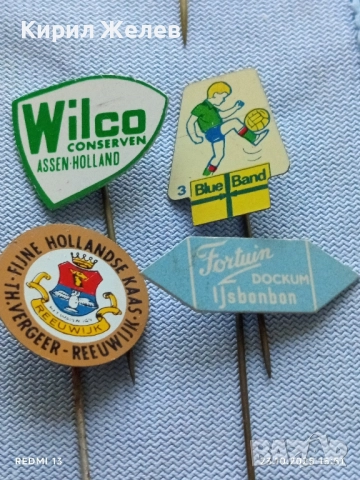 Кирил Желев
Wilco
CONSERVEN
ASSEN-HOLLAND
3
Blue Band
TH. VERGEER - REEUWIJK - FIJNE HOLLANDSE KAAS
REEUWIJK
Fortuin
DOCKUM
IJsbonbon
REDMI 13